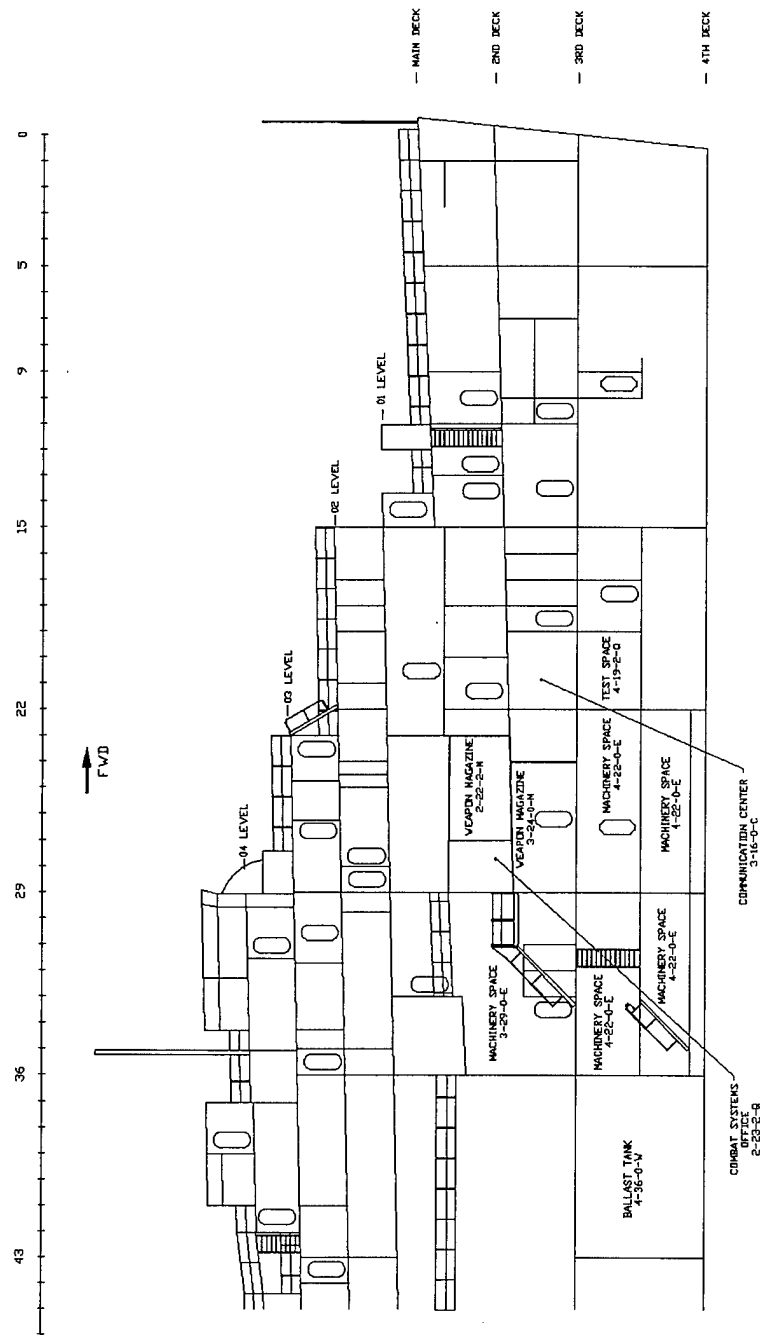 0
5
9
15
22
29
36
43
FWD
04 LEVEL
03 LEVEL
02 LEVEL
01 LEVEL
MAIN DECK
2ND DECK
3RD DECK
4TH DECK
WEAPON MAGAZINE
2-22-2-M
WEAPON MAGAZINE
3-24-0-M
TEST SPACE
4-19-2-Q
MACHINERY SPACE
4-22-0-E
MACHINERY SPACE
4-22-0-E
MACHINERY SPACE
3-29-0-E
MACHINERY SPACE
4-22-0-E
MACHINERY SPACE
4-22-0-E
BALLAST TANK
4-36-0-W
COMMUNICATION CENTER
3-16-0-C
COMBAT SYSTEMS
OFFICE
2-23-2-Q